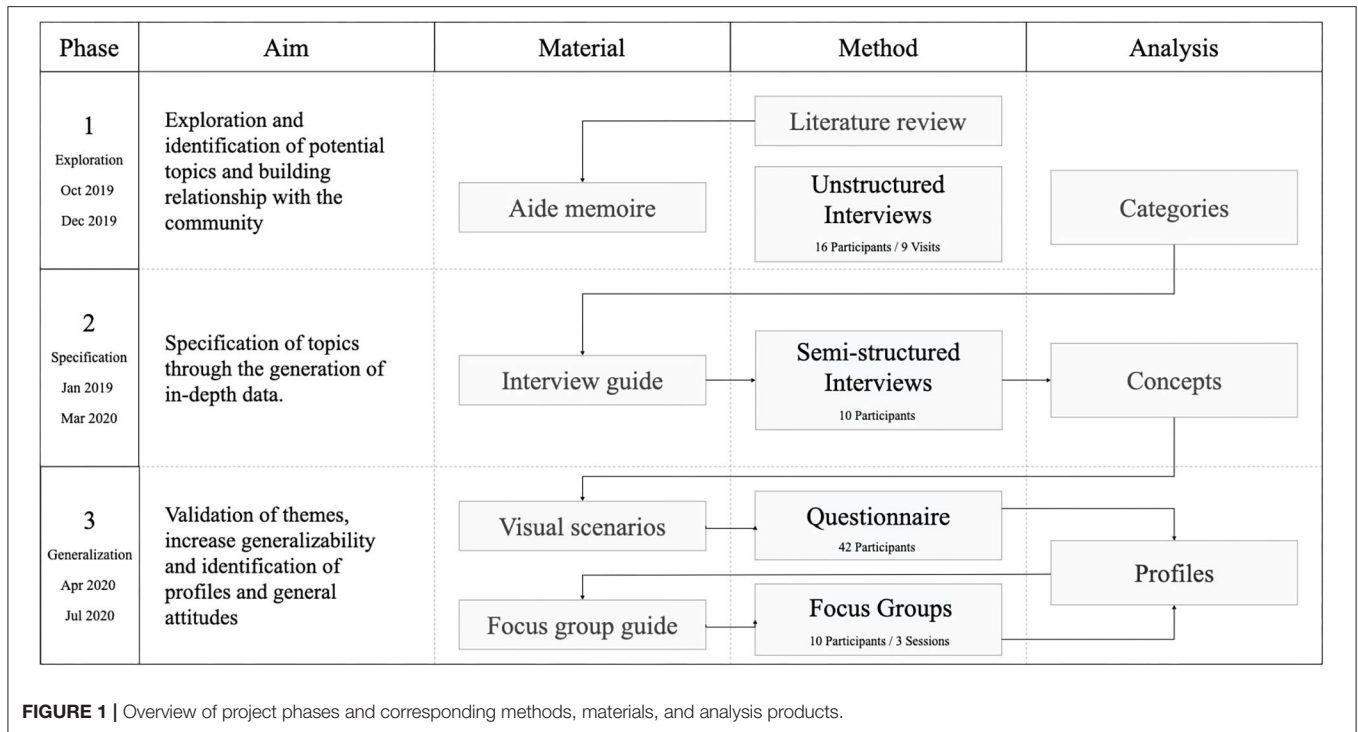 Phase
Aim
Material
Method
Analysis
1
Exploration
Oct 2019
Dec 2019
Exploration and
identification of potential
topics and building
relationship with the
community
Literature review
Aide memoire
Unstructured
Interviews
16 Participants / 9 Visits
Categories
2
Specification
Jan 2019
Mar 2020
Specification of topics
through the generation of
in-depth data.
Interview guide
Semi-structured
Interviews
10 Participants
Concepts
3
Generalization
Apr 2020
Jul 2020
Validation of themes,
increase generalizability
and identification of
profiles and general
attitudes
Visual scenarios
Questionnaire
42 Participants
Profiles
Focus group guide
Focus Groups
10 Participants / 3 Sessions
FIGURE 1 | Overview of project phases and corresponding methods, materials, and analysis products.